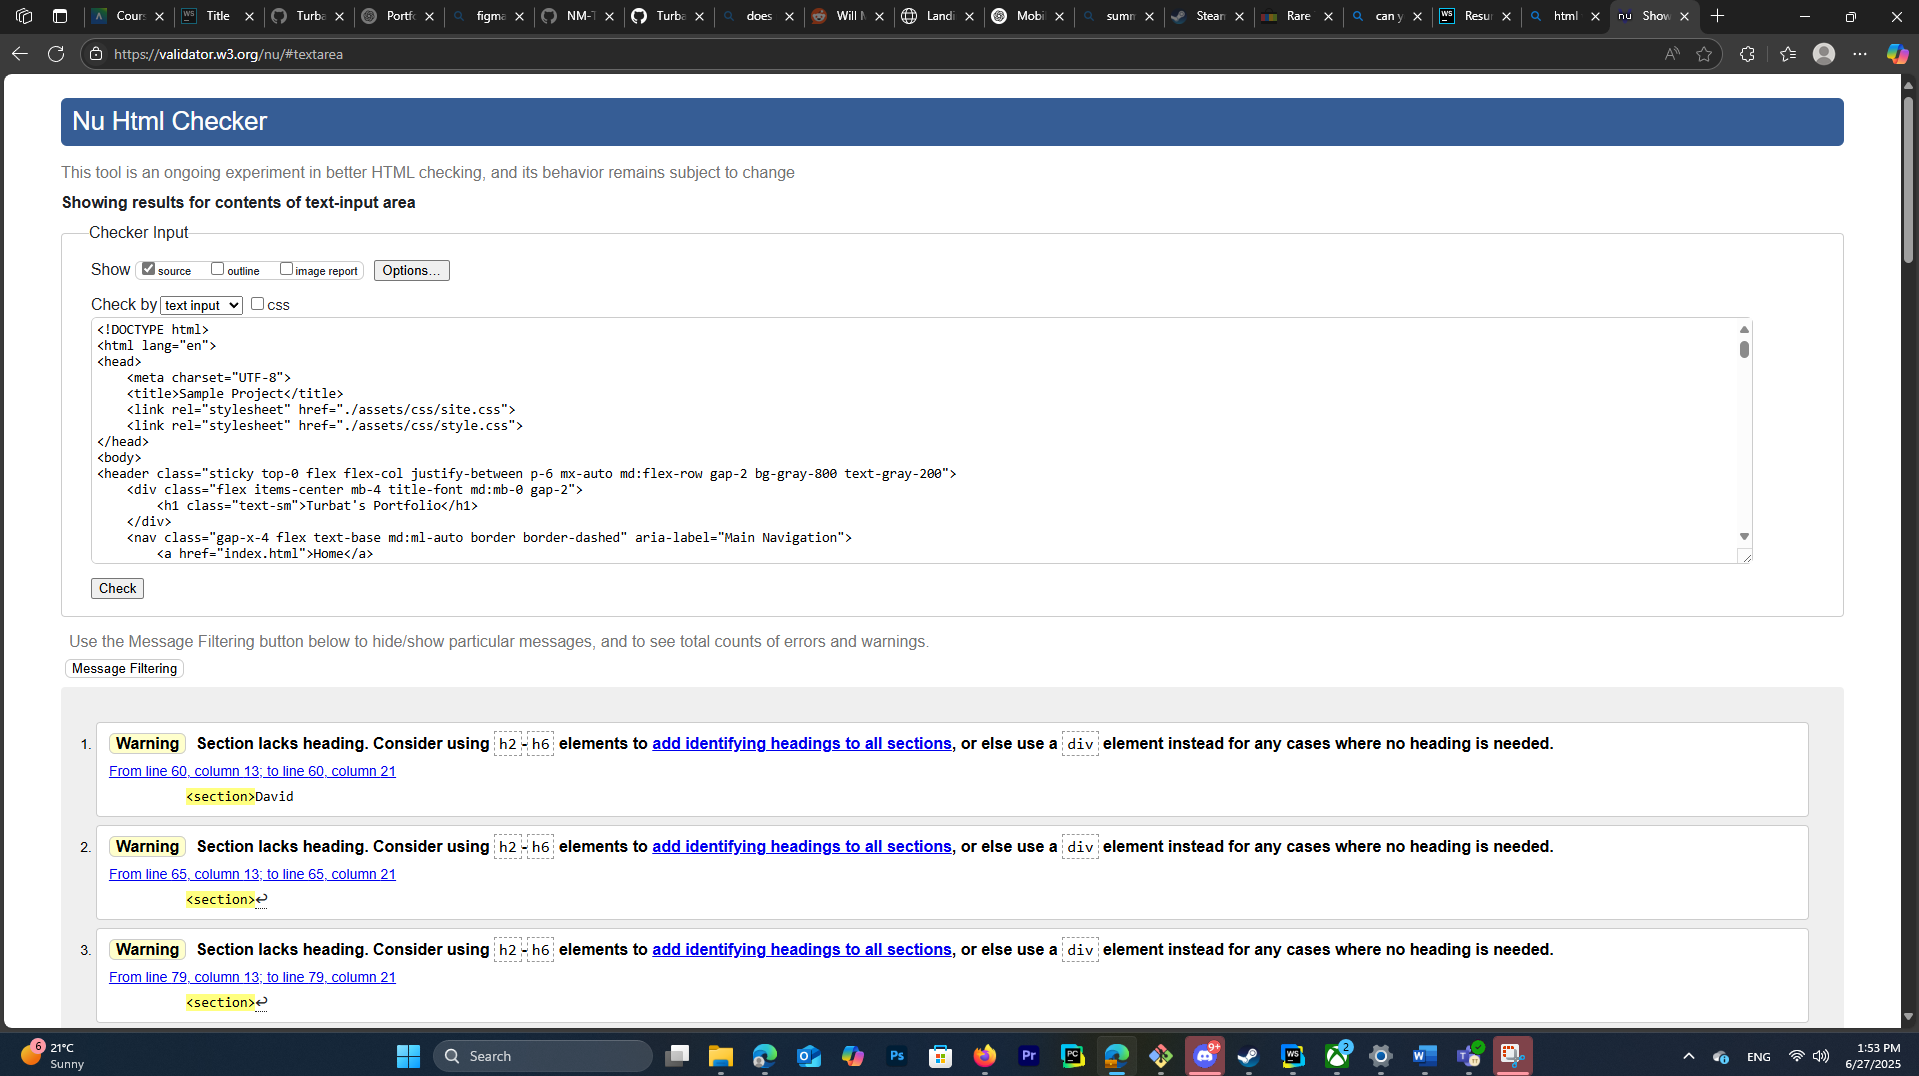 Cours
Title
Turba
Portfo
figma
NM-T
Turba
does
Will M
Landi
Mobil
summ
Steam
Rare
can y
Resu
html
Show
https://validator.w3.org/nu/#textarea
Nu Html Checker
This tool is an ongoing experiment in better HTML checking, and its behavior remains subject to change
Showing results for contents of text-input area
Checker Input
Show source outline image report Options...
Check by text input css
<!DOCTYPE html>
<html lang="en">
<head>
<meta charset="UTF-8">
<title>Sample Project</title>
<link rel="stylesheet" href="./assets/css/site.css">
<link rel="stylesheet" href="./assets/css/style.css">
</head>
<body>
<header class="sticky top-0 flex flex-col justify-between p-6 mx-auto md:flex-row gap-2 bg-gray-800 text-gray-200">
<div class="flex items-center mb-4 title-font md:mb-0 gap-2">
<h1 class="text-sm">Turbat's Portfolio</h1>
</div>
<nav class="gap-x-4 flex text-base md:ml-auto border border-dashed" aria-label="Main Navigation">
<a href="index.html">Home</a>
Check
Use the Message Filtering button below to hide/show particular messages, and to see total counts of errors and warnings.
Message Filtering
1. Warning Section lacks heading. Consider using h2-h6 elements to add identifying headings to all sections, or else use a div element instead for any cases where no heading is needed.
From line 60, column 13; to line 60, column 21
<section>David
2. Warning Section lacks heading. Consider using h2-h6 elements to add identifying headings to all sections, or else use a div element instead for any cases where no heading is needed.
From line 65, column 13; to line 65, column 21
<section>↩
3. Warning Section lacks heading. Consider using h2-h6 elements to add identifying headings to all sections, or else use a div element instead for any cases where no heading is needed.
From line 79, column 13; to line 79, column 21
<section>↩
6 21°C
Sunny
Search
ENG
1:53 PM
6/27/2025